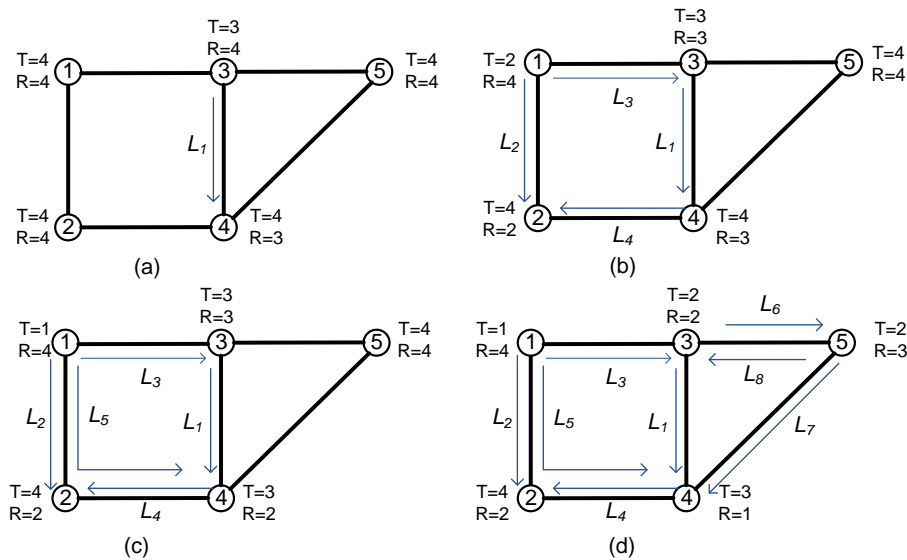 T=3
R=4
T=4
R=4
1
3
5
T=4
R=4
L1
T=4
R=4
2
4
T=4
R=3
(a)
T=3
R=3
T=2
R=4
1
3
5
T=4
R=4
L3
L2
L1
T=4
R=2
2
4
T=4
R=3
L4
(b)
T=3
R=3
T=1
R=4
1
3
5
T=4
R=4
L3
L2
L5
L1
T=4
R=2
2
4
T=3
R=2
L4
(c)
T=2
R=2
L6
T=1
R=4
1
3
5
T=2
R=3
L3
L8
L2
L5
L1
L7
T=4
R=2
2
4
T=3
R=1
L4
(d)